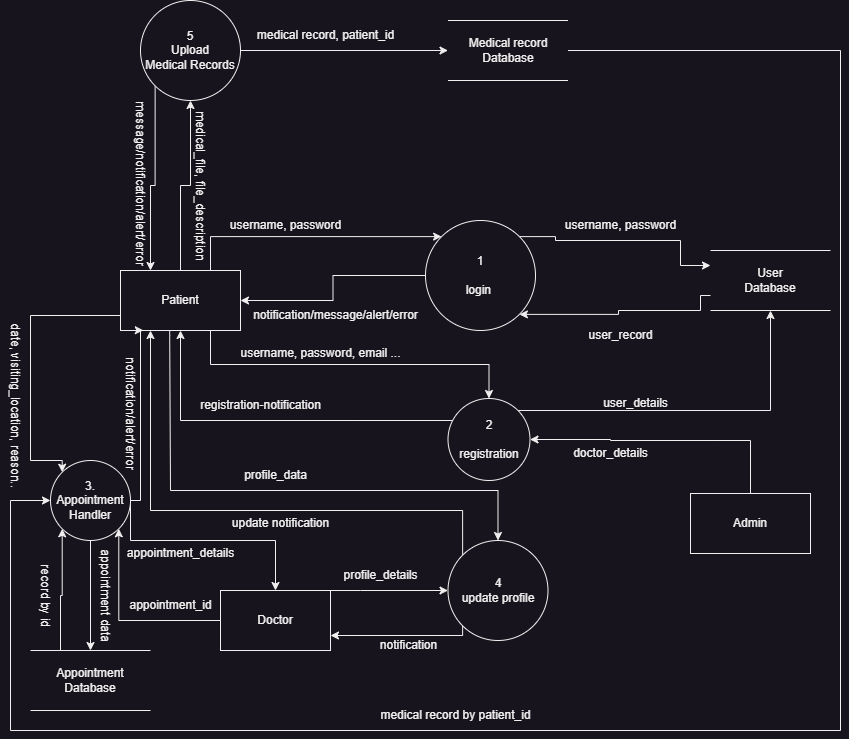 5
Upload
Medical Records
medical record, patient_id
Medical record
Database
message/notification/alert/error
medical_file, file_description
username, password
1
login
username, password
User
Database
Patient
notification/message/alert/error
user_record
date, visiting_location, reason..
notification/alert/error
username, password, email ...
registration-notification
2
registration
user_details
doctor_details
Admin
profile_data
update notification
3.
Appointment
Handler
appointment_details
record by id
appointment data
appointment_id
Doctor
profile_details
4
update profile
notification
Appointment
Database
medical record by patient_id